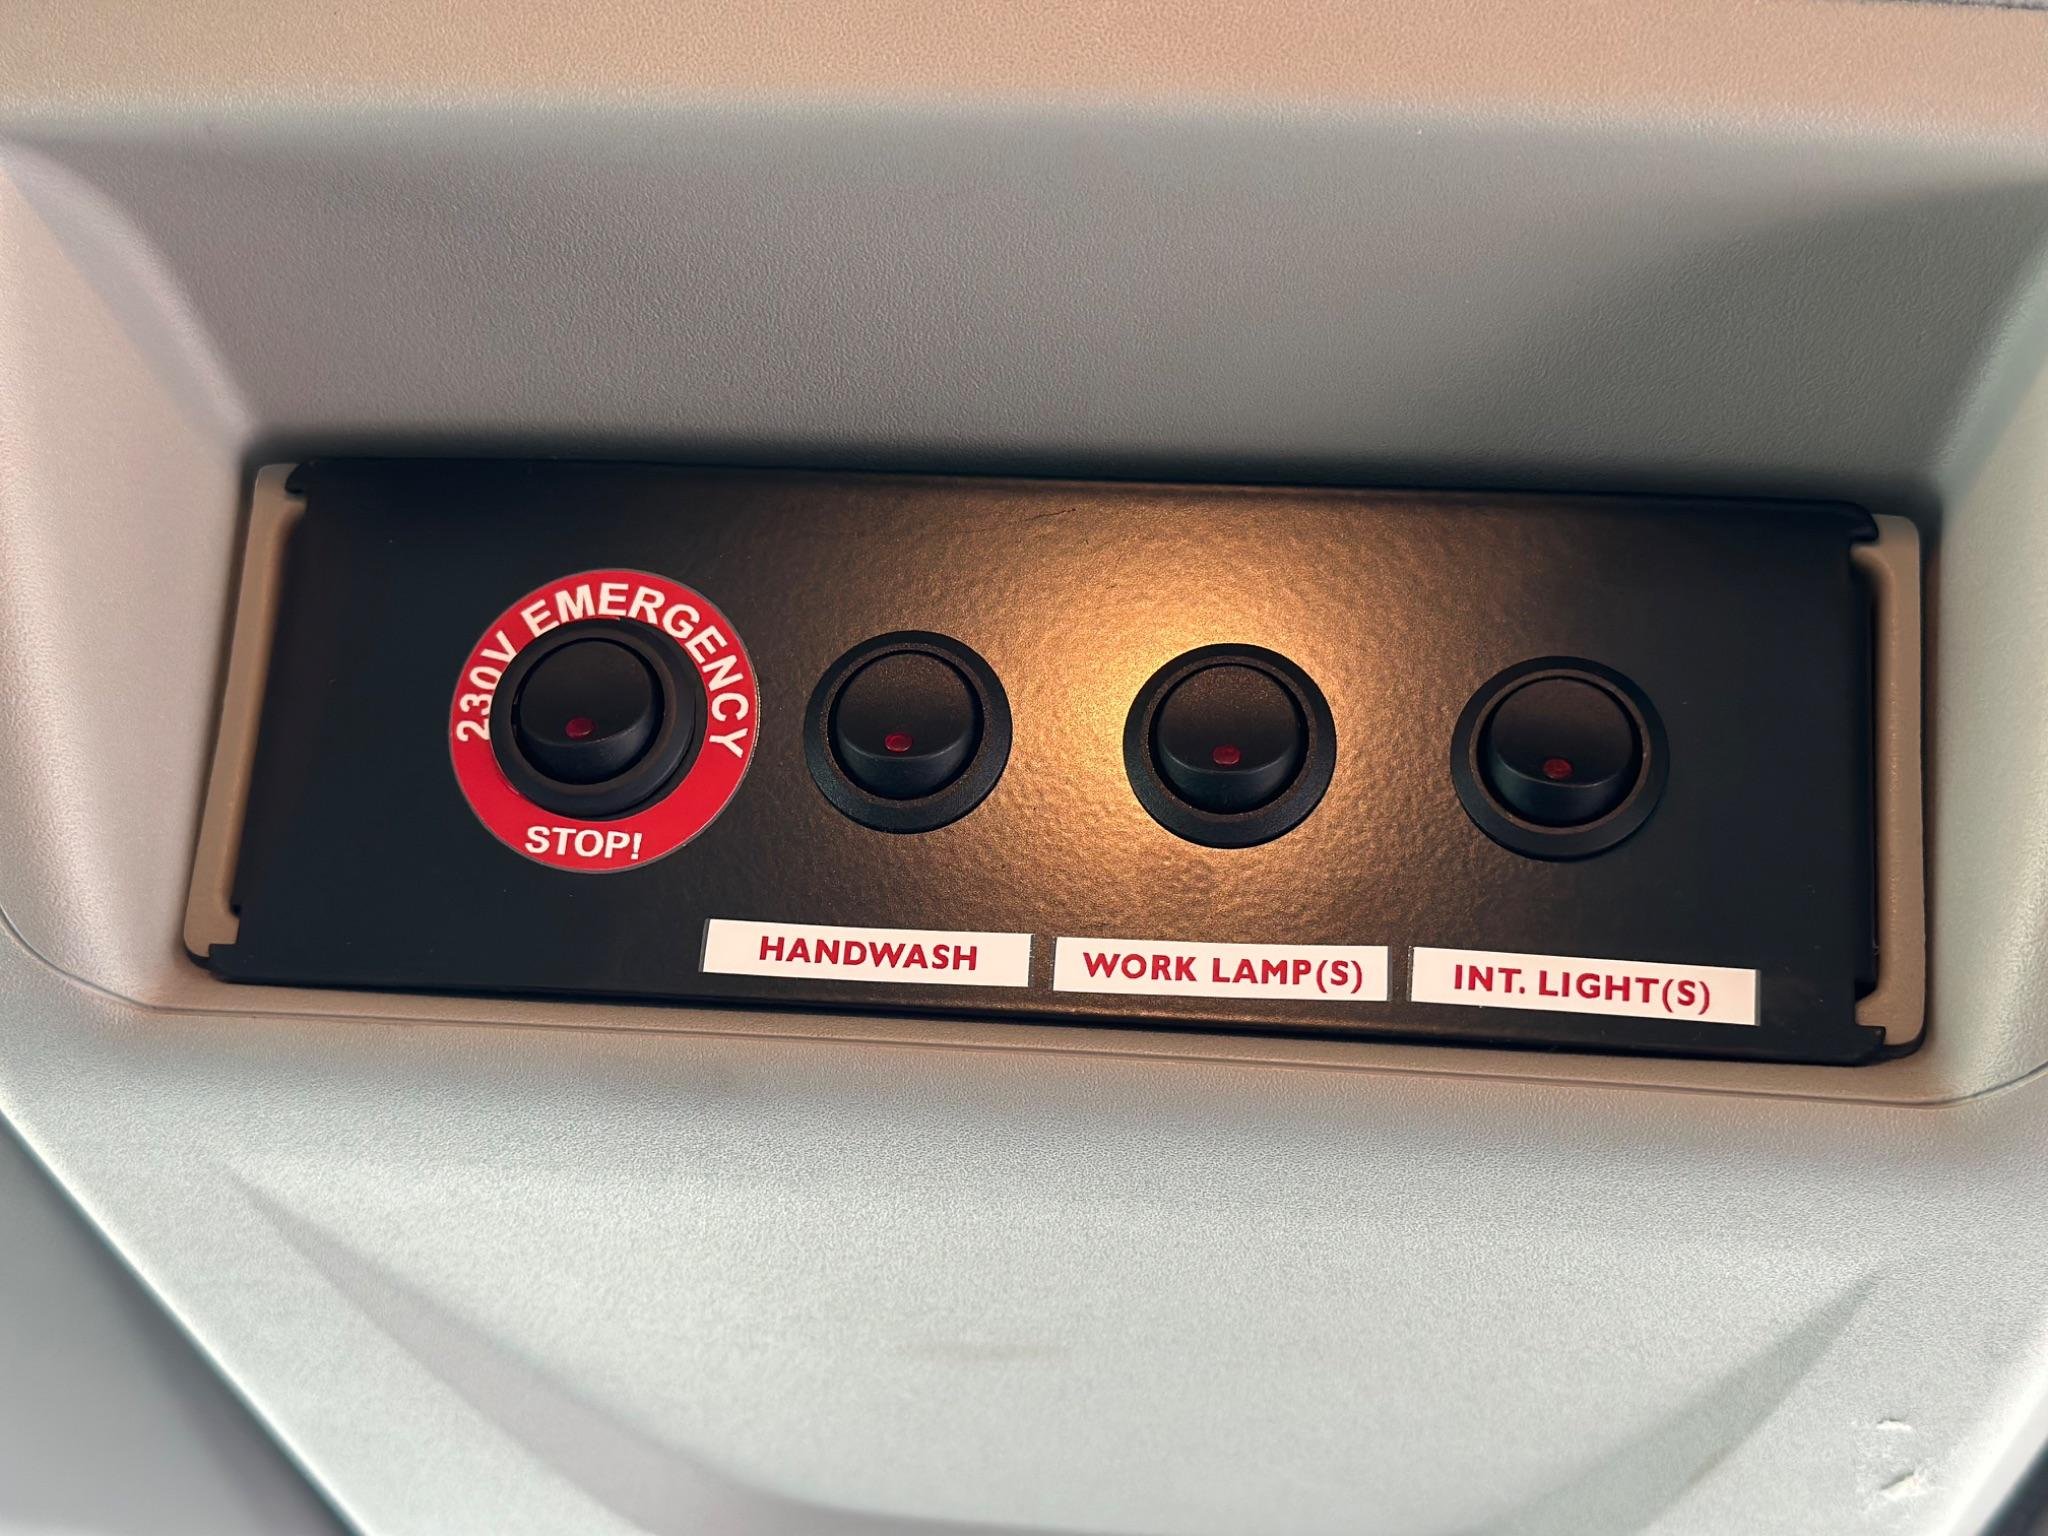 230V EMERGENCY
STOP!
HANDWASH
WORK LAMP(S)
INT. LIGHT(S)